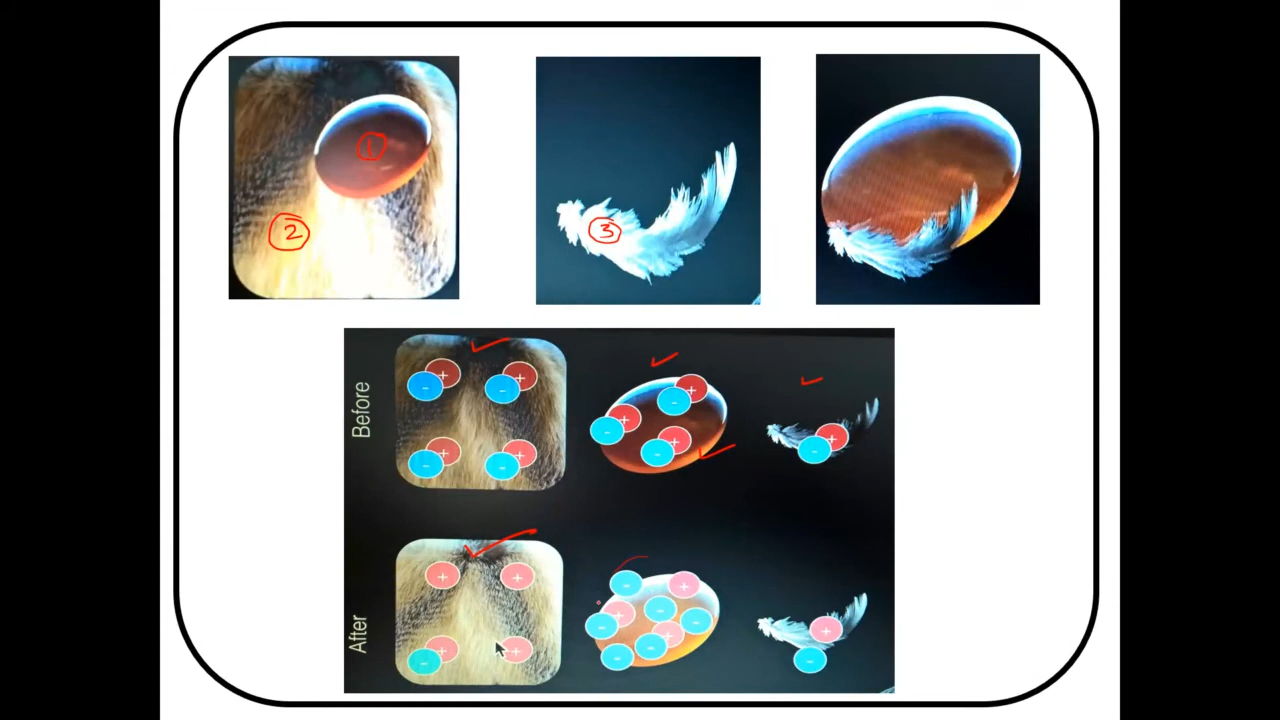 1
2
3
Before
+ + + +
- - - -
+ + +
- - -
+
-
After
+ + + +
-
+ + +
- - - - - -
+
-